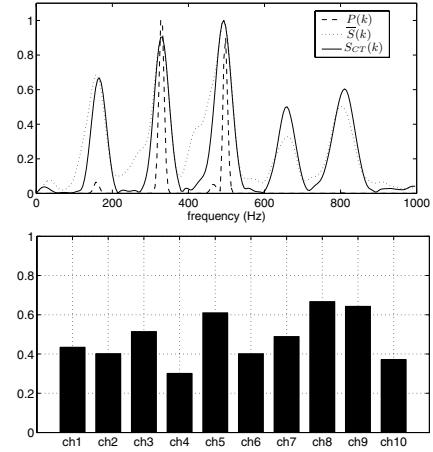 1
0.8
0.6
0.4
0.2
0
0 200 400 600 800 1000
frequency (Hz)
P(k)
S̅(k)
S_CT(k)
1
0.8
0.6
0.4
0.2
0
ch1 ch2 ch3 ch4 ch5 ch6 ch7 ch8 ch9 ch10